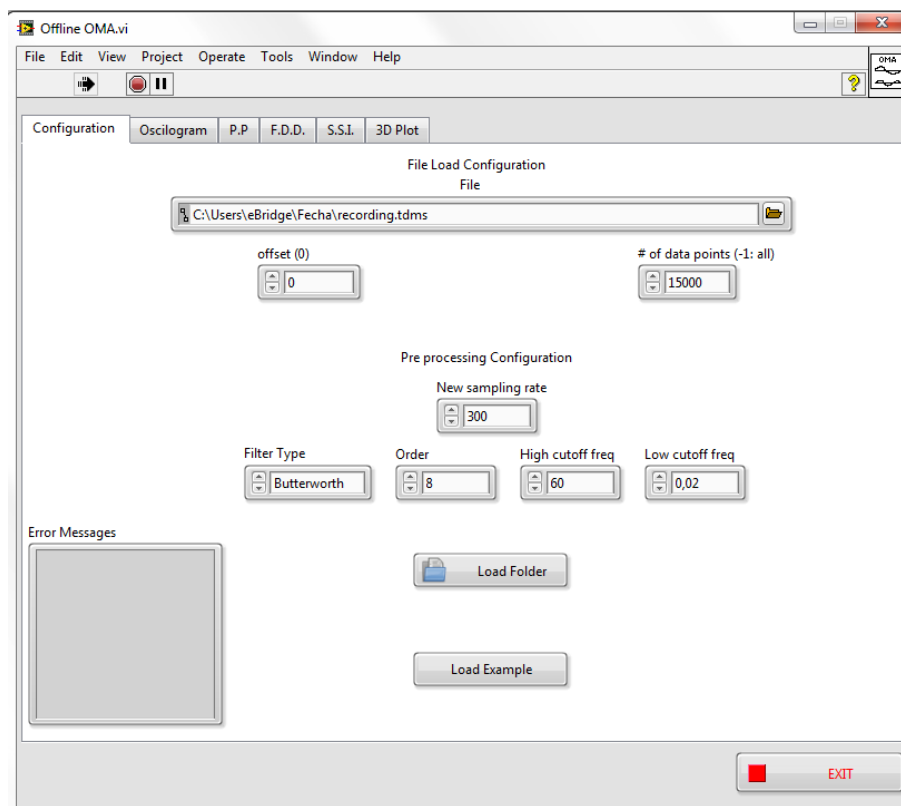 Offline OMA.vi
File Edit View Project Operate Tools Window Help
OMA
Configuration Oscilogram P.P F.D.D. S.S.I. 3D Plot
File Load Configuration
File
C:\Users\eBridge\Fecha\recording.tdms
offset (0) # of data points (-1: all)
0 15000
Pre processing Configuration
New sampling rate
300
Filter Type Order High cutoff freq Low cutoff freq
Butterworth 8 60 0,02
Error Messages
Load Folder
Load Example
EXIT